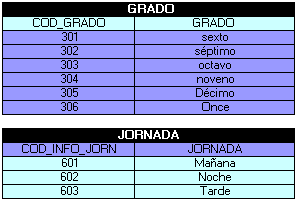 GRADO
COD_GRADO GRADO
301 sexto
302 séptimo
303 octavo
304 noveno
305 Décimo
306 Once
JORNADA
COD_INFO_JORN JORNADA
601 Mañana
602 Noche
603 Tarde